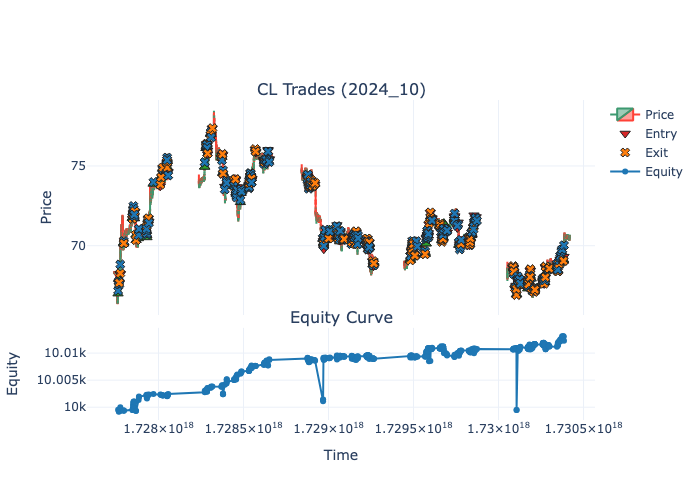 CL Trades (2024_10)
Price
Entry
Exit
Equity
75
70
Price
Equity Curve
10.01k
10.005k
10k
Equity
1.728×10¹⁸
1.7285×10¹⁸
1.729×10¹⁸
1.7295×10¹⁸
1.73×10¹⁸
1.7305×10¹⁸
Time